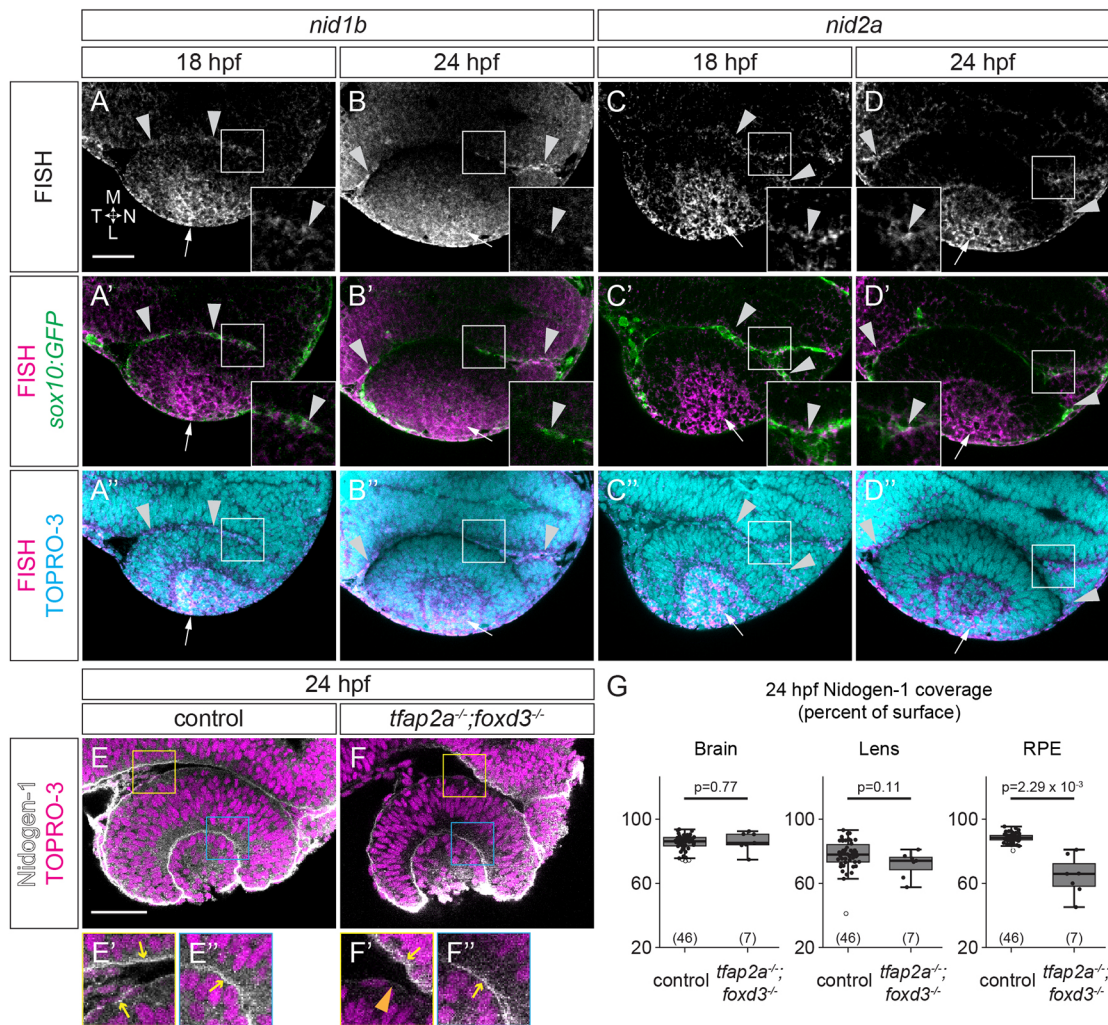 nid1b nid2a
18 hpf 24 hpf 18 hpf 24 hpf
FISH
A B C D
M
T N
L
FISH
sox10:GFP
A' B' C' D'
FISH
TOPRO-3
A'' B'' C'' D''
24 hpf
control tfap2a-/-;foxd3-/-
Nidogen-1
TOPRO-3
E F
E' E'' F' F''
G
24 hpf Nidogen-1 coverage
(percent of surface)
Brain Lens RPE
p=0.77 p=0.11 p=2.29 x 10-3
100 100 100
60 60 60
20 20 20
(46) (7) (46) (7) (46) (7)
control tfap2a-/-; control tfap2a-/-; control tfap2a-/-;
foxd3-/- foxd3-/- foxd3-/-